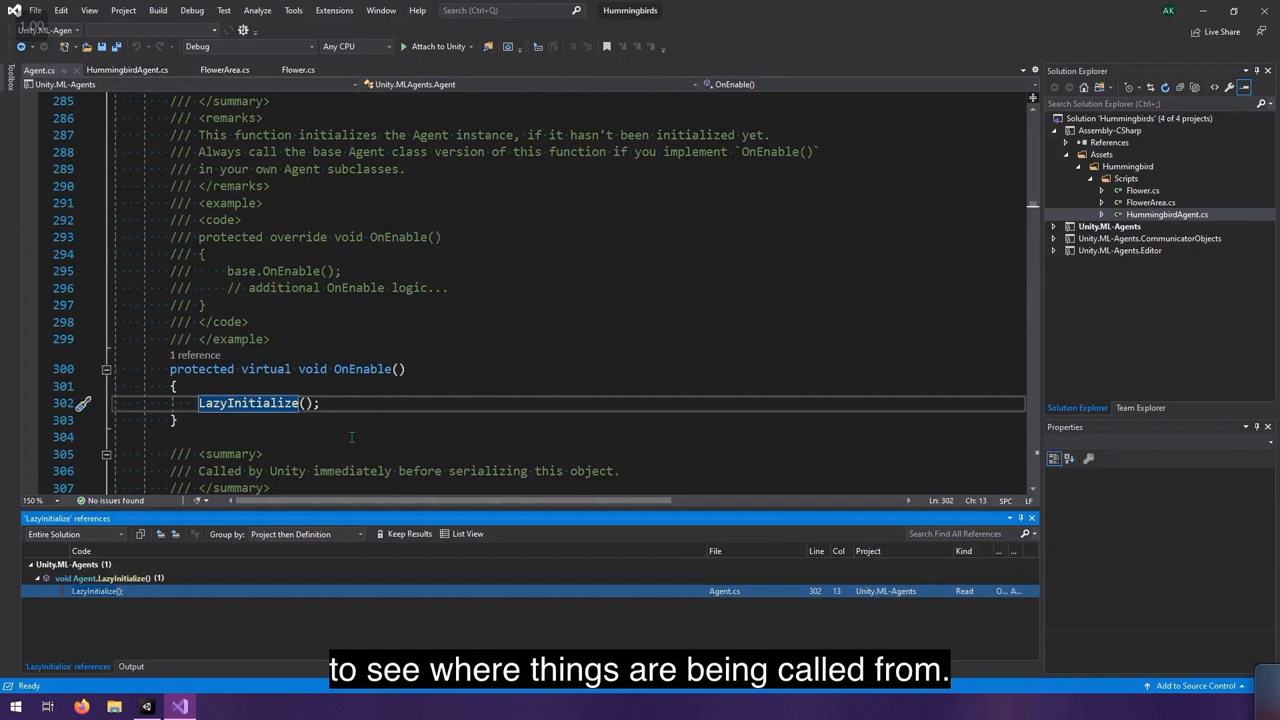 File Edit View Project Build Debug Test Analyze Tools Extensions Window Help Search (Ctrl+Q) Hummingbirds AK
1.00
Unity.ML-Agen
Debug Any CPU Attach to Unity Live Share
Toolbox
Agent.cs HummingbirdAgent.cs FlowerArea.cs Flower.cs
Unity.ML-Agents Unity.MLAgents.Agent OnEnable()
285 /// </summary>
286 /// <remarks>
287 /// This function initializes the Agent instance, if it hasn't been initialized yet.
288 /// Always call the base Agent class version of this function if you implement `OnEnable()`
289 /// in your own Agent subclasses.
290 /// </remarks>
291 /// <example>
292 /// <code>
293 /// protected override void OnEnable()
294 /// {
295 /// base.OnEnable();
296 /// // additional OnEnable logic...
297 /// }
298 /// </code>
299 /// </example>
1 reference
300 protected virtual void OnEnable()
301 {
302 LazyInitialize();
303 }
304
305 /// <summary>
306 /// Called by Unity immediately before serializing this object.
307 /// </summary>
150 % No issues found Ln: 302 Ch: 13 SPC LF
Solution Explorer
Search Solution Explorer (Ctrl+;)
Solution 'Hummingbirds' (4 of 4 projects)
Assembly-CSharp
References
Assets
Hummingbird
Scripts
Flower.cs
FlowerArea.cs
HummingbirdAgent.cs
Unity.ML-Agents
Unity.ML-Agents.CommunicatorObjects
Unity.ML-Agents.Editor
Solution Explorer Team Explorer
Properties
'LazyInitialize' references
Entire Solution Group by: Project then Definition Keep Results List View Search Find All References
Code File Line Col Project Kind
Unity.ML-Agents (1)
void Agent.LazyInitialize() (1)
LazyInitialize(); Agent.cs 302 13 Unity.ML-Agents Read O... A...
'LazyInitialize' references Output
to see where things are being called from.
Ready Add to Source Control